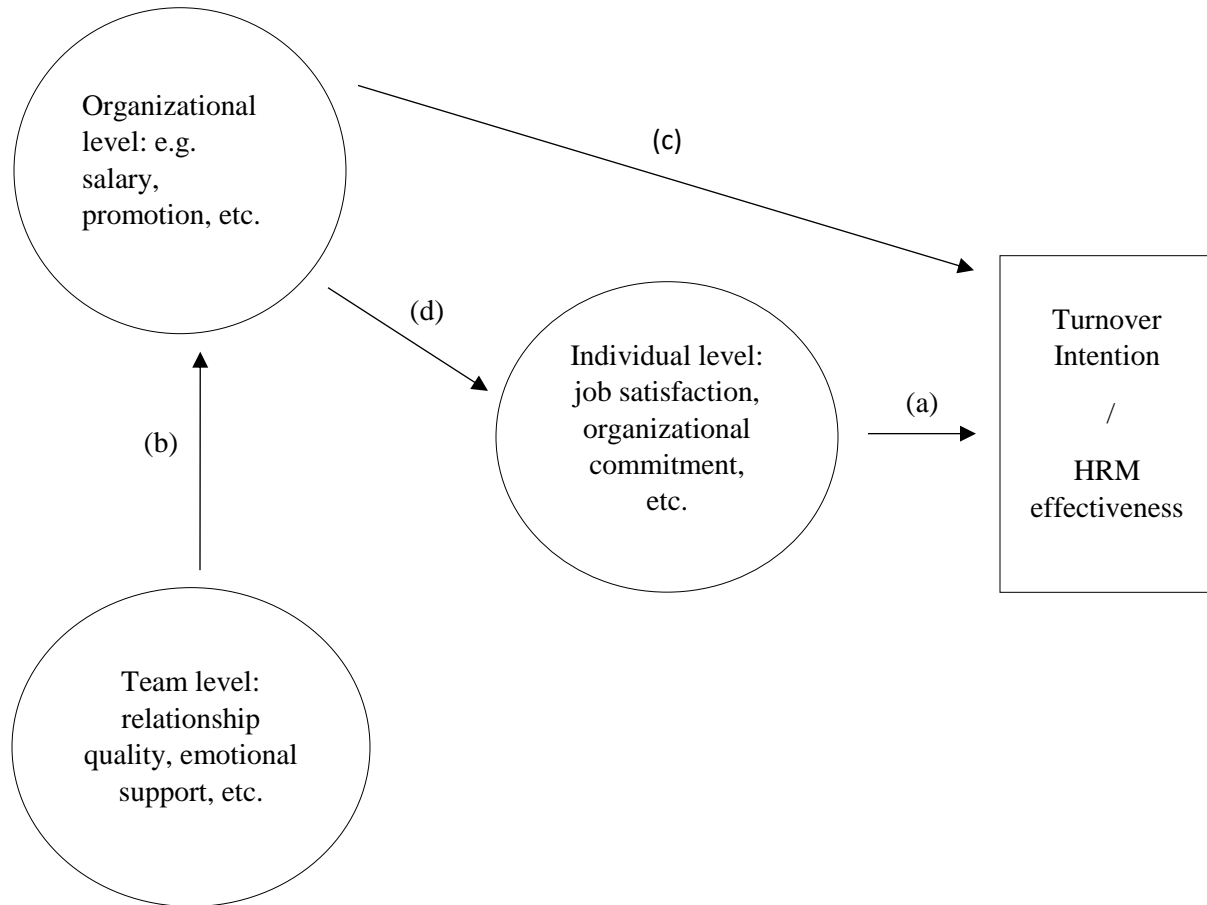 Organizational
level: e.g.
salary,
promotion, etc.
(c)
(d)
Individual level:
job satisfaction,
organizational
commitment,
etc.
(a)
Turnover
Intention
/
HRM
effectiveness
(b)
Team level:
relationship
quality, emotional
support, etc.